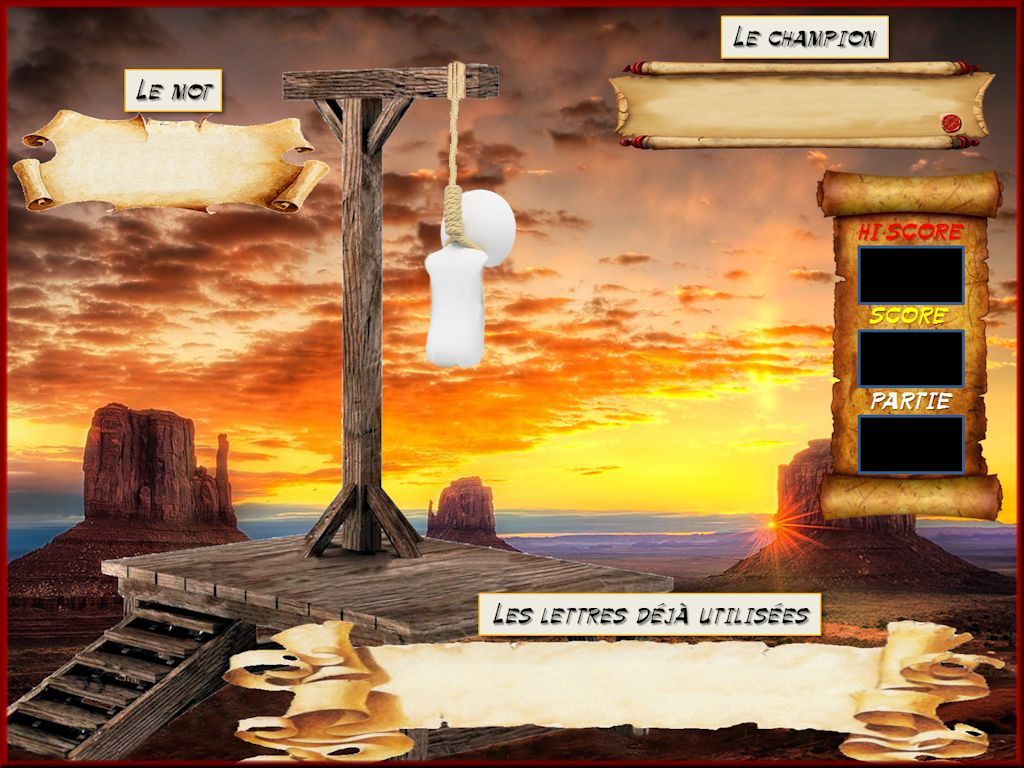 Le champion
Le mot
HI-SCORE
SCORE
PARTIE
Les lettres déjà utilisées